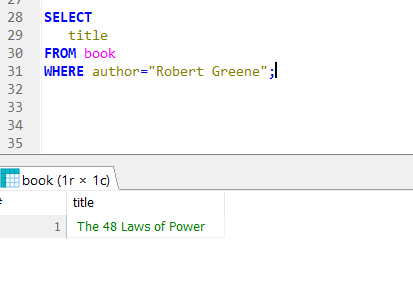 28 SELECT
29 title
30 FROM book
31 WHERE author="Robert Greene";
32
33
34
35
book (1r × 1c)
title
1 The 48 Laws of Power